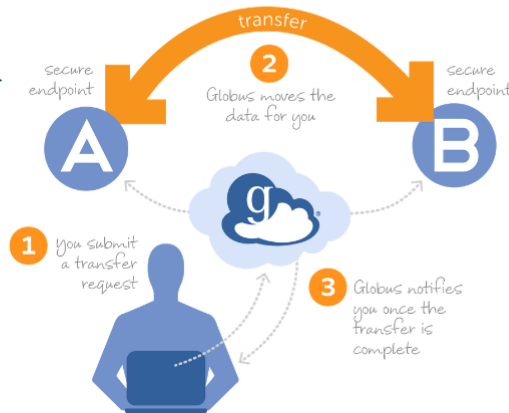 transfer
2
secure
endpoint
Globus moves the
data for you
secure
endpoint
A
B
g
1
you submit
a transfer
request
3
Globus notifies
you once the
transfer is
complete